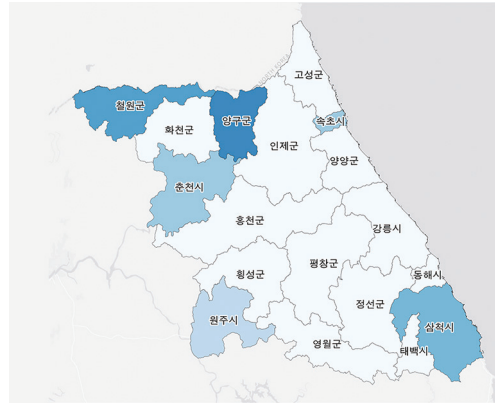 고성군
철원군
양구군
속초시
화천군
인제군
양양군
춘천시
홍천군
강릉시
평창군
횡성군
동해시
정선군
원주시
삼척시
영월군
태백시